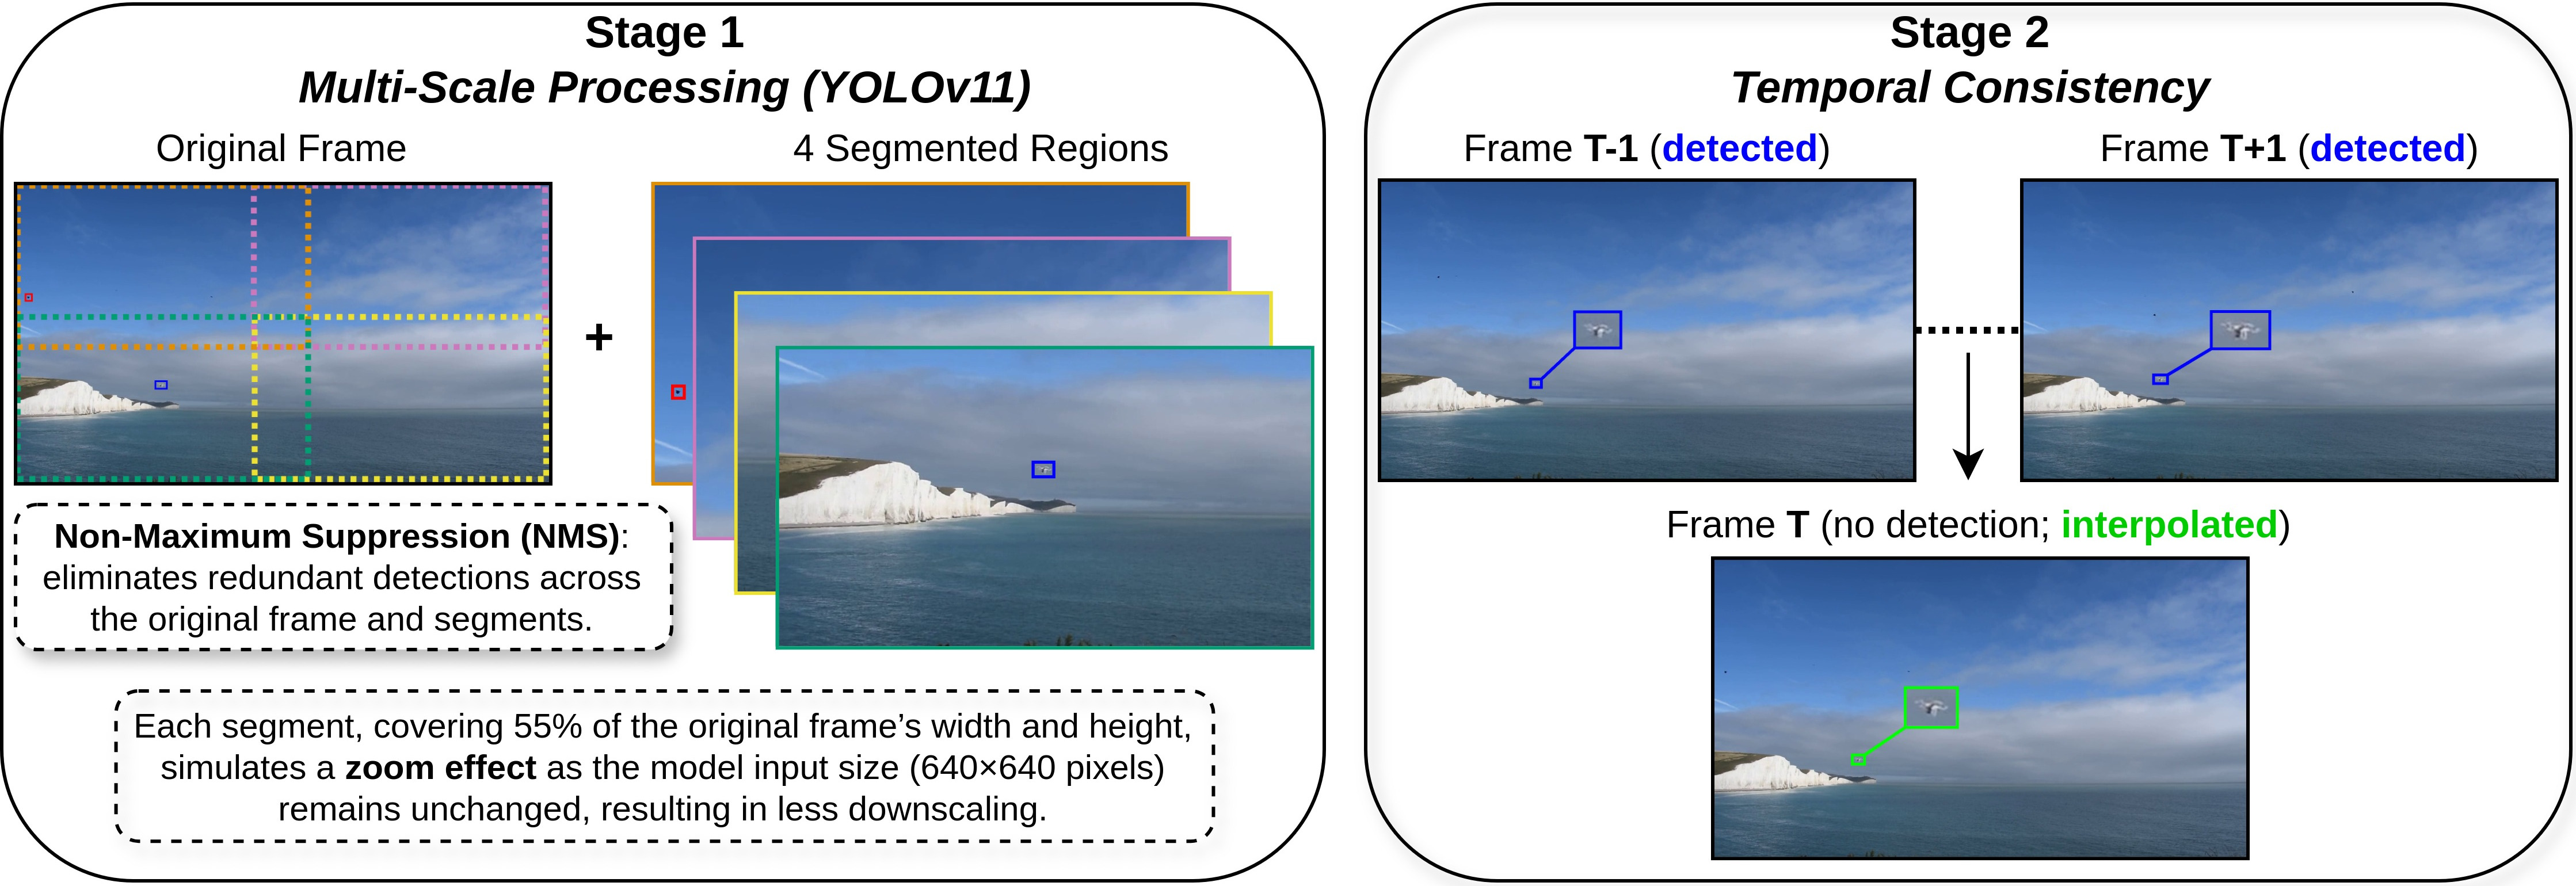 Stage 1
Multi-Scale Processing (YOLOv11)
Original Frame
4 Segmented Regions
+
Non-Maximum Suppression (NMS):
eliminates redundant detections across
the original frame and segments.
Each segment, covering 55% of the original frame’s width and height,
simulates a zoom effect as the model input size (640×640 pixels)
remains unchanged, resulting in less downscaling.
Stage 2
Temporal Consistency
Frame T-1 (detected)
Frame T+1 (detected)
Frame T (no detection; interpolated)